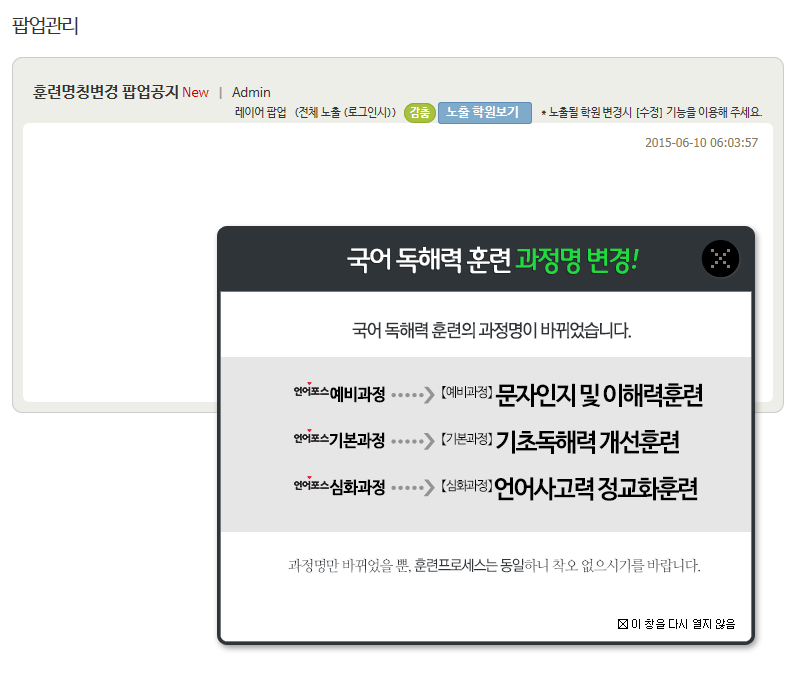 팝업관리
훈련명칭변경 팝업공지 New | Admin
레이어 팝업 (전체 노출 (로그인시)) 감춤 노출 학원보기 * 노출될 학원 변경시 [수정] 기능을 이용해 주세요.
2015-06-10 06:03:57
국어 독해력 훈련 과정명 변경!
국어 독해력 훈련의 과정명이 바뀌었습니다.
언어포스예비과정 【예비과정】문자인지 및 이해력훈련
언어포스기본과정 【기본과정】기초독해력 개선훈련
언어포스심화과정 【심화과정】언어사고력 정교화훈련
과정명만 바뀌었을 뿐, 훈련프로세스는 동일하니 착오 없으시기를 바랍니다.
이 창을 다시 열지 않음